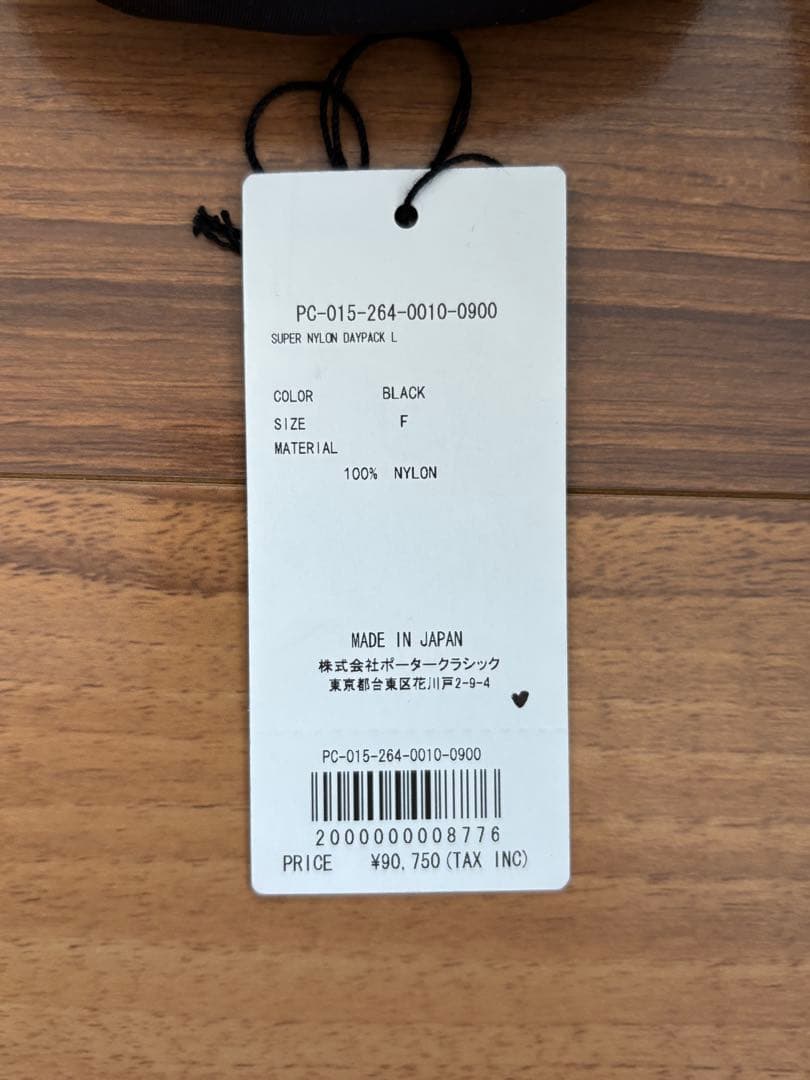 PC-015-264-0010-0900
SUPER NYLON DAYPACK L
COLOR BLACK
SIZE F
MATERIAL
100% NYLON
MADE IN JAPAN
株式会社ポータークラシック
東京都台東区花川戸2-9-4
PC-015-264-0010-0900
2000000008776
PRICE ¥90,750(TAX INC)